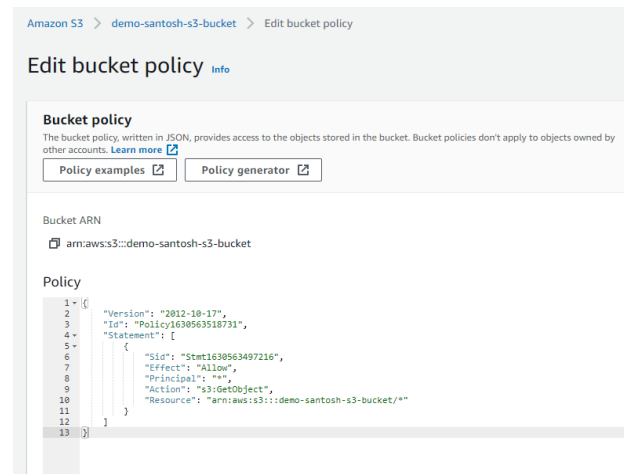 Amazon S3 > demo-santosh-s3-bucket > Edit bucket policy
Edit bucket policy Info
Bucket policy
The bucket policy, written in JSON, provides access to the objects stored in the bucket. Bucket policies don't apply to objects owned by
other accounts. Learn more
Policy examples Policy generator
Bucket ARN
arn:aws:s3:::demo-santosh-s3-bucket
Policy
1 {
2 "Version": "2012-10-17",
3 "Id": "Policy1630563518731",
4 "Statement": [
5 {
6 "Sid": "Stmt1630563497216",
7 "Effect": "Allow",
8 "Principal": "*",
9 "Action": "s3:GetObject",
10 "Resource": "arn:aws:s3:::demo-santosh-s3-bucket/*"
11 }
12 ]
13 }